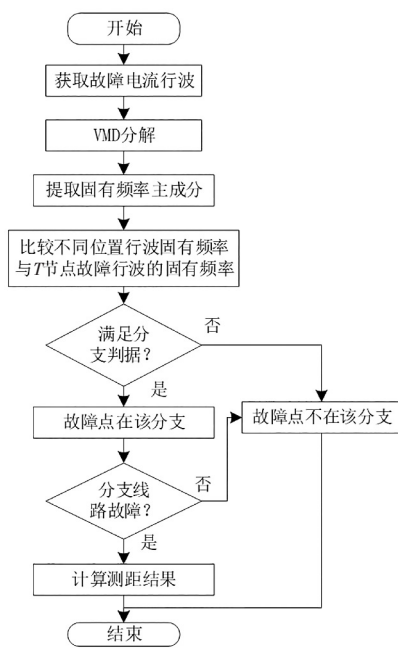 开始
获取故障电流行波
VMD分解
提取固有频率主成分
比较不同位置行波固有频率
与T节点故障行波的固有频率
满足分
支判据?
否
是
故障点在该分支
故障点不在该分支
分支线
路故障?
否
是
计算测距结果
结束